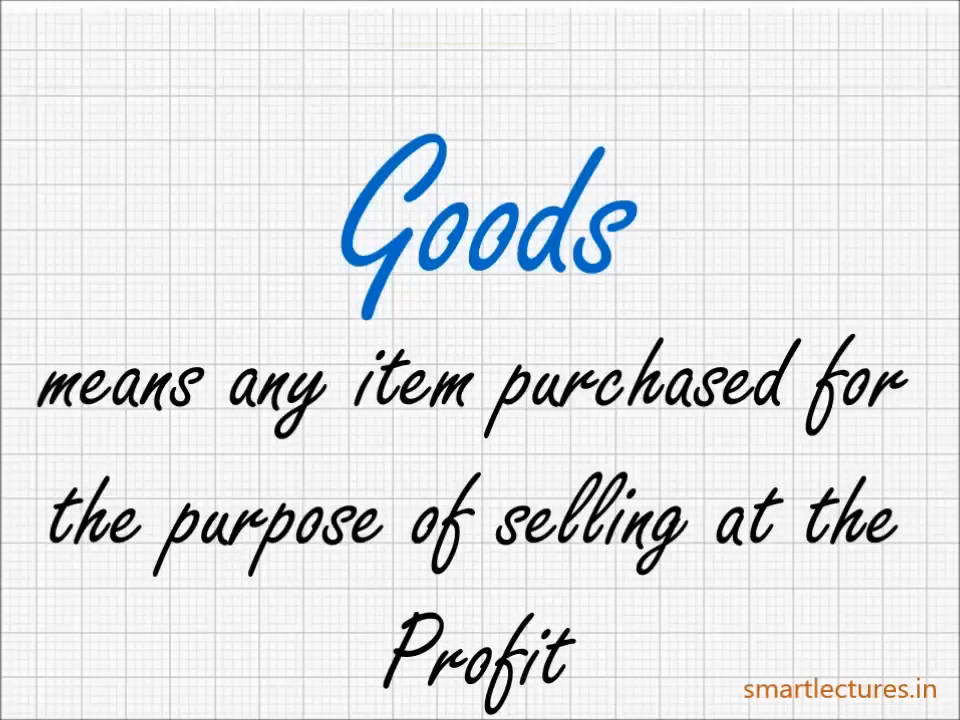 Goods
means any item purchased for
the purpose of selling at the
Profit
smartlectures.in